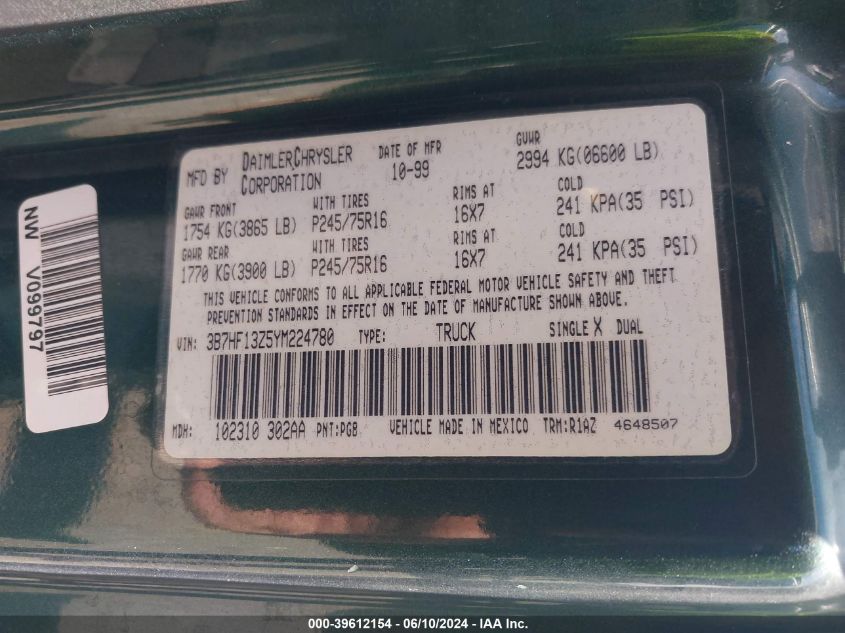 MFD BY DAIMLERCHRYSLER CORPORATION DATE OF MFR 10-99 GVWR 2994 KG(06600 LB)
GAWR FRONT WITH TIRES RIMS AT COLD
1754 KG(3865 LB) P245/75R16 16X7 241 KPA(35 PSI)
GAWR REAR WITH TIRES RIMS AT COLD
1770 KG(3900 LB) P245/75R16 16X7 241 KPA(35 PSI)
THIS VEHICLE CONFORMS TO ALL APPLICABLE FEDERAL MOTOR VEHICLE SAFETY AND THEFT
PREVENTION STANDARDS IN EFFECT ON THE DATE OF MANUFACTURE SHOWN ABOVE.
VIN: 3B7HF13Z5YM224780 TYPE: TRUCK SINGLE X DUAL
MDH: 102310 302AA PNT:PG8 VEHICLE MADE IN MEXICO TRM:R1AZ 4648507
NW V099797
000-39612154 - 06/10/2024 - IAA Inc.